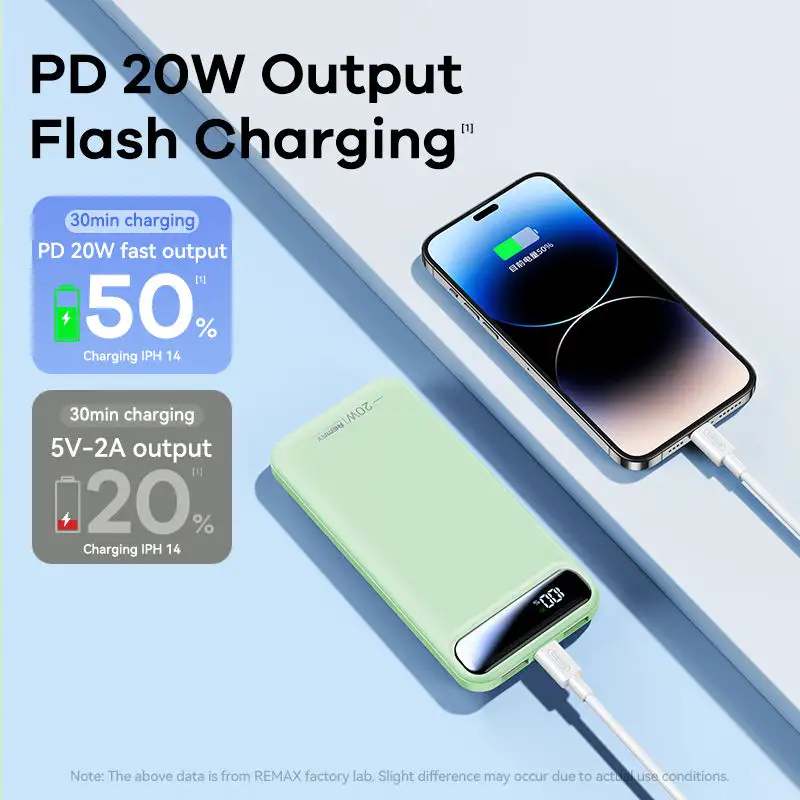 PD 20W Output
Flash Charging[1]
30min charging
PD 20W fast output
50%[1]
Charging IPH 14
30min charging
5V-2A output
20%[1]
Charging IPH 14
目前电量50%
20W | REMAX
100%
Note: The above data is from REMAX factory lab. Slight difference may occur due to actual use conditions.